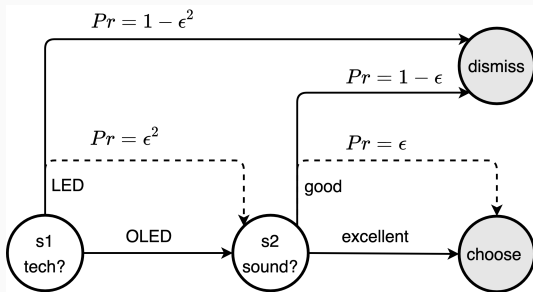 Pr = 1 − ϵ²
dismiss
Pr = 1 − ϵ
Pr = ϵ²
Pr = ϵ
LED
good
s1
tech?
OLED
s2
sound?
excellent
choose